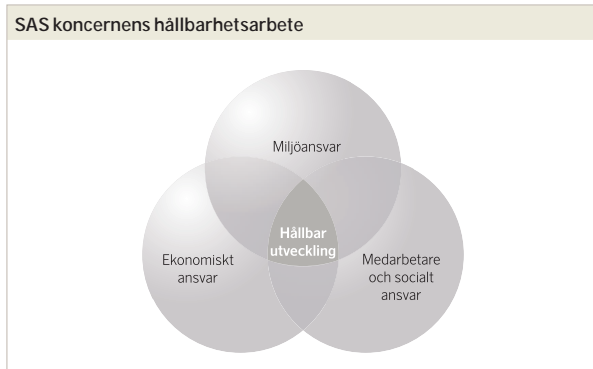 SAS koncernens hållbarhetsarbete
Miljöansvar
Hållbar
utveckling
Ekonomiskt
ansvar
Medarbetare
och socialt
ansvar